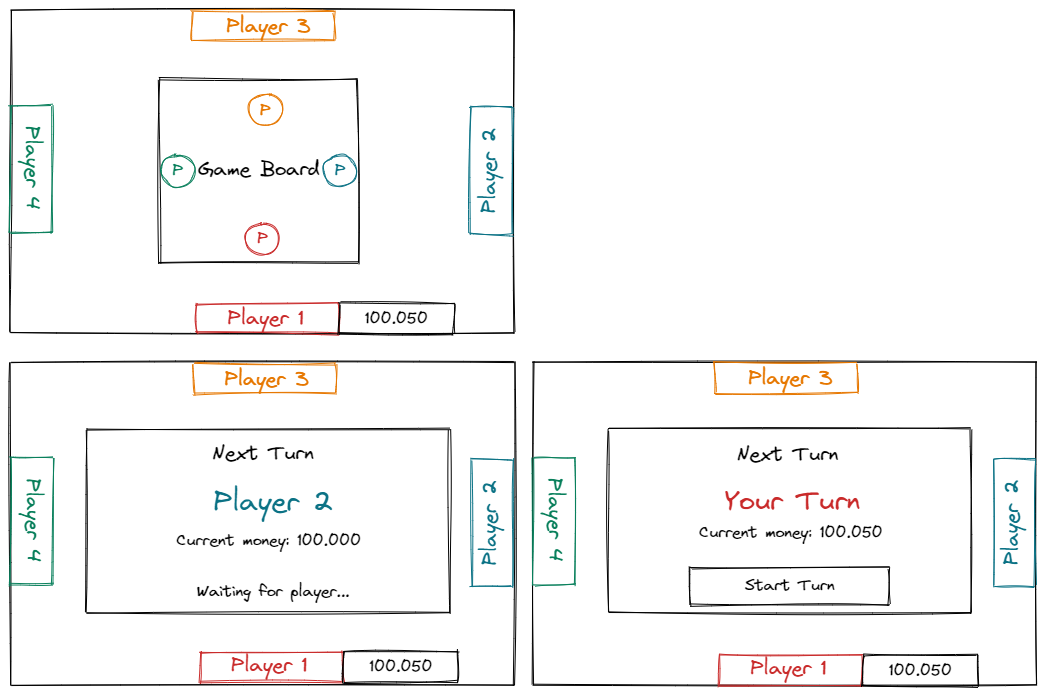 Player 3
P
Player 4
P
Game Board
P
Player 2
P
Player 1
100.050
Player 3
Next Turn
Player 2
Current money: 100.000
Waiting for player...
Player 4
Player 2
Player 1
100.050
Player 3
Next Turn
Your Turn
Current money: 100.050
Start Turn
Player 4
Player 2
Player 1
100.050